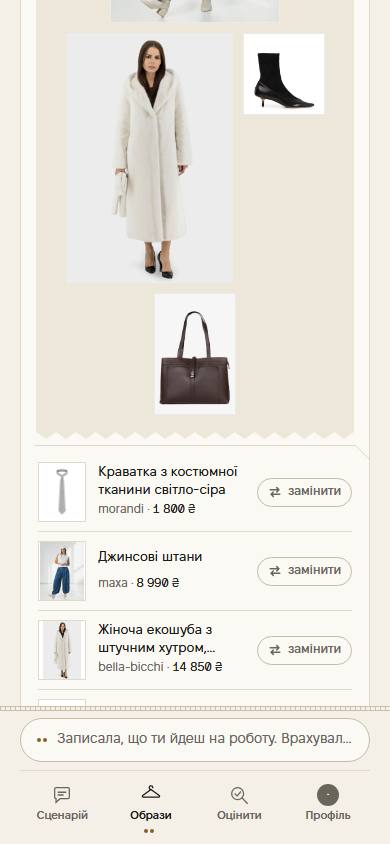 Краватка з костюмної
тканини світло-сіра
morandi · 1 800 ₴
замінити
Джинсові штани
maxa · 8 990 ₴
замінити
Жіноча екошуба з
штучним хутром,...
bella-bicchi · 14 850 ₴
замінити
Записала, що ти йдеш на роботу. Врахувал...
Сценарій
Образи
Оцінити
Профіль